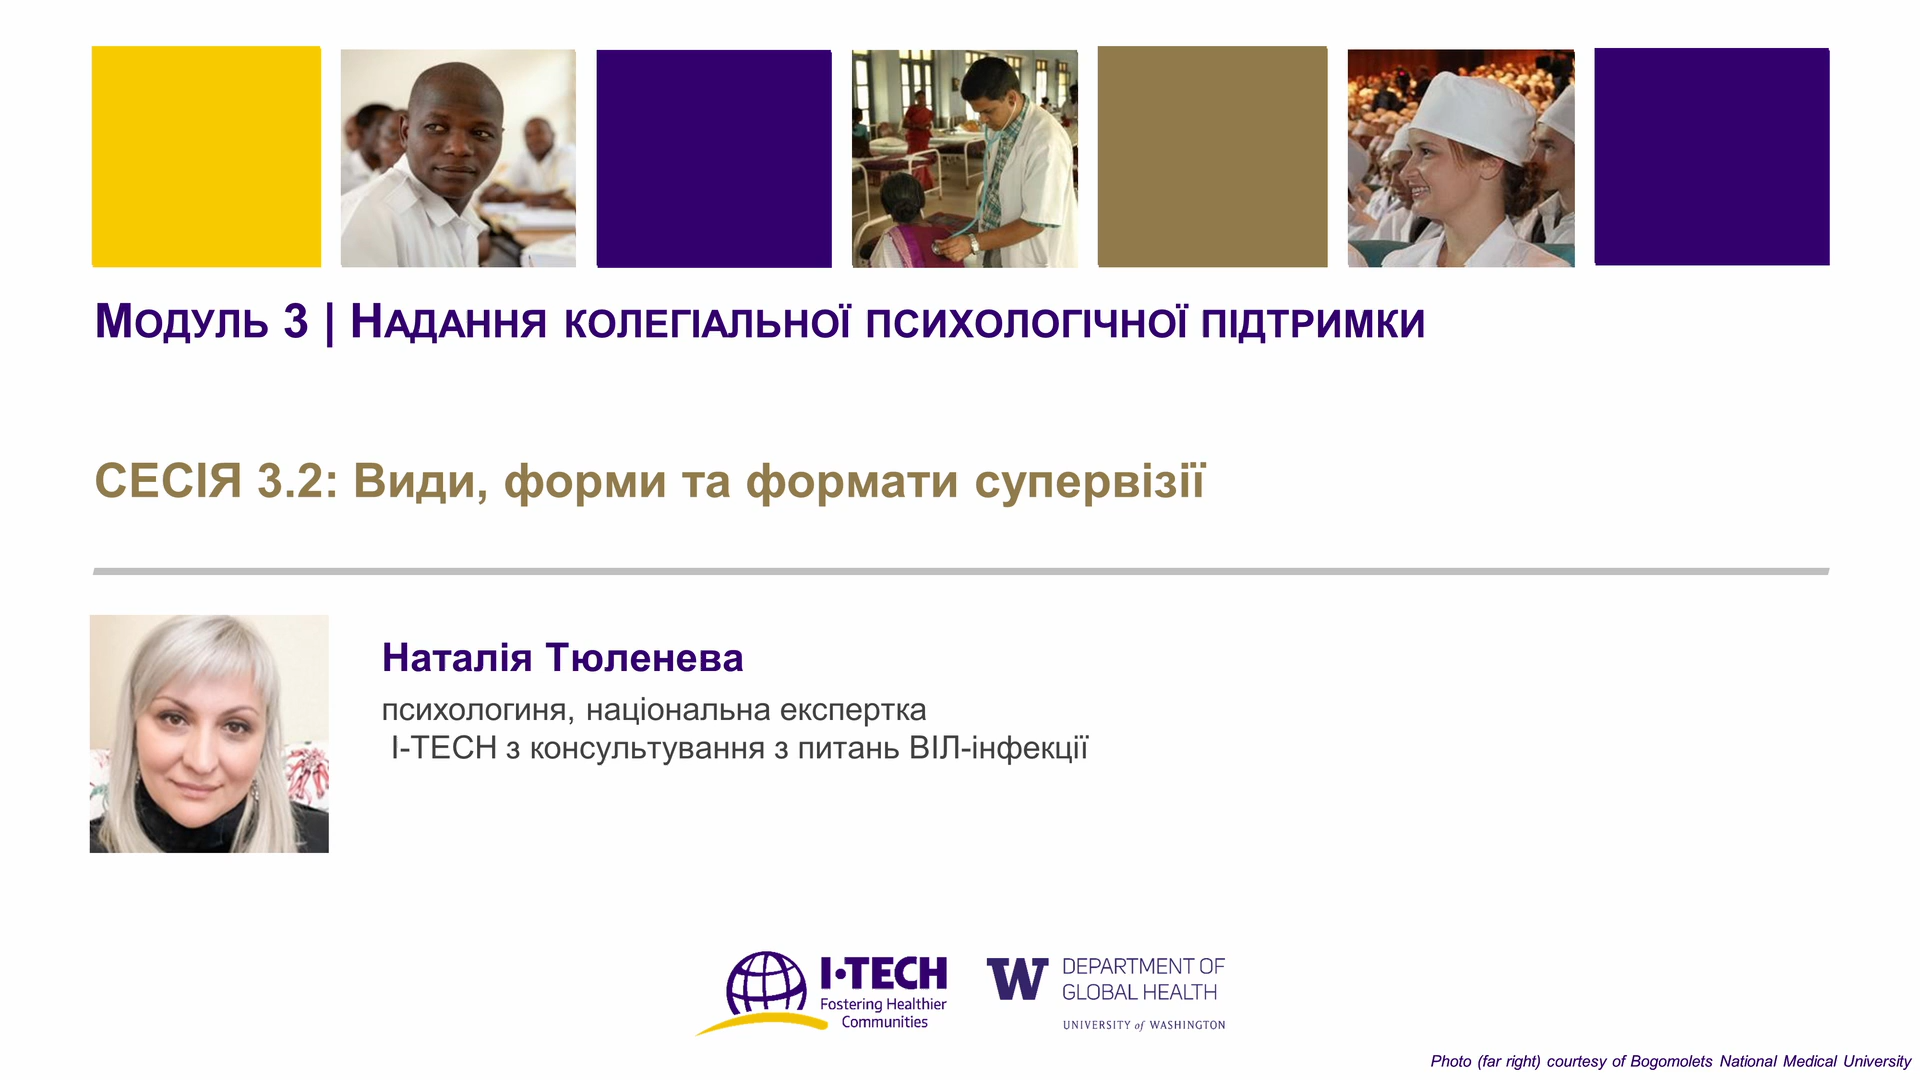 Модуль 3 | Надання колегіальної психологічної підтримки
СЕСІЯ 3.2: Види, форми та формати супервізії
Наталія Тюленева
психологиня, національна експертка
I-TECH з консультування з питань ВІЛ-інфекції
I·TECH
Fostering Healthier
Communities
W
DEPARTMENT OF
GLOBAL HEALTH
UNIVERSITY of WASHINGTON
Photo (far right) courtesy of Bogomolets National Medical University